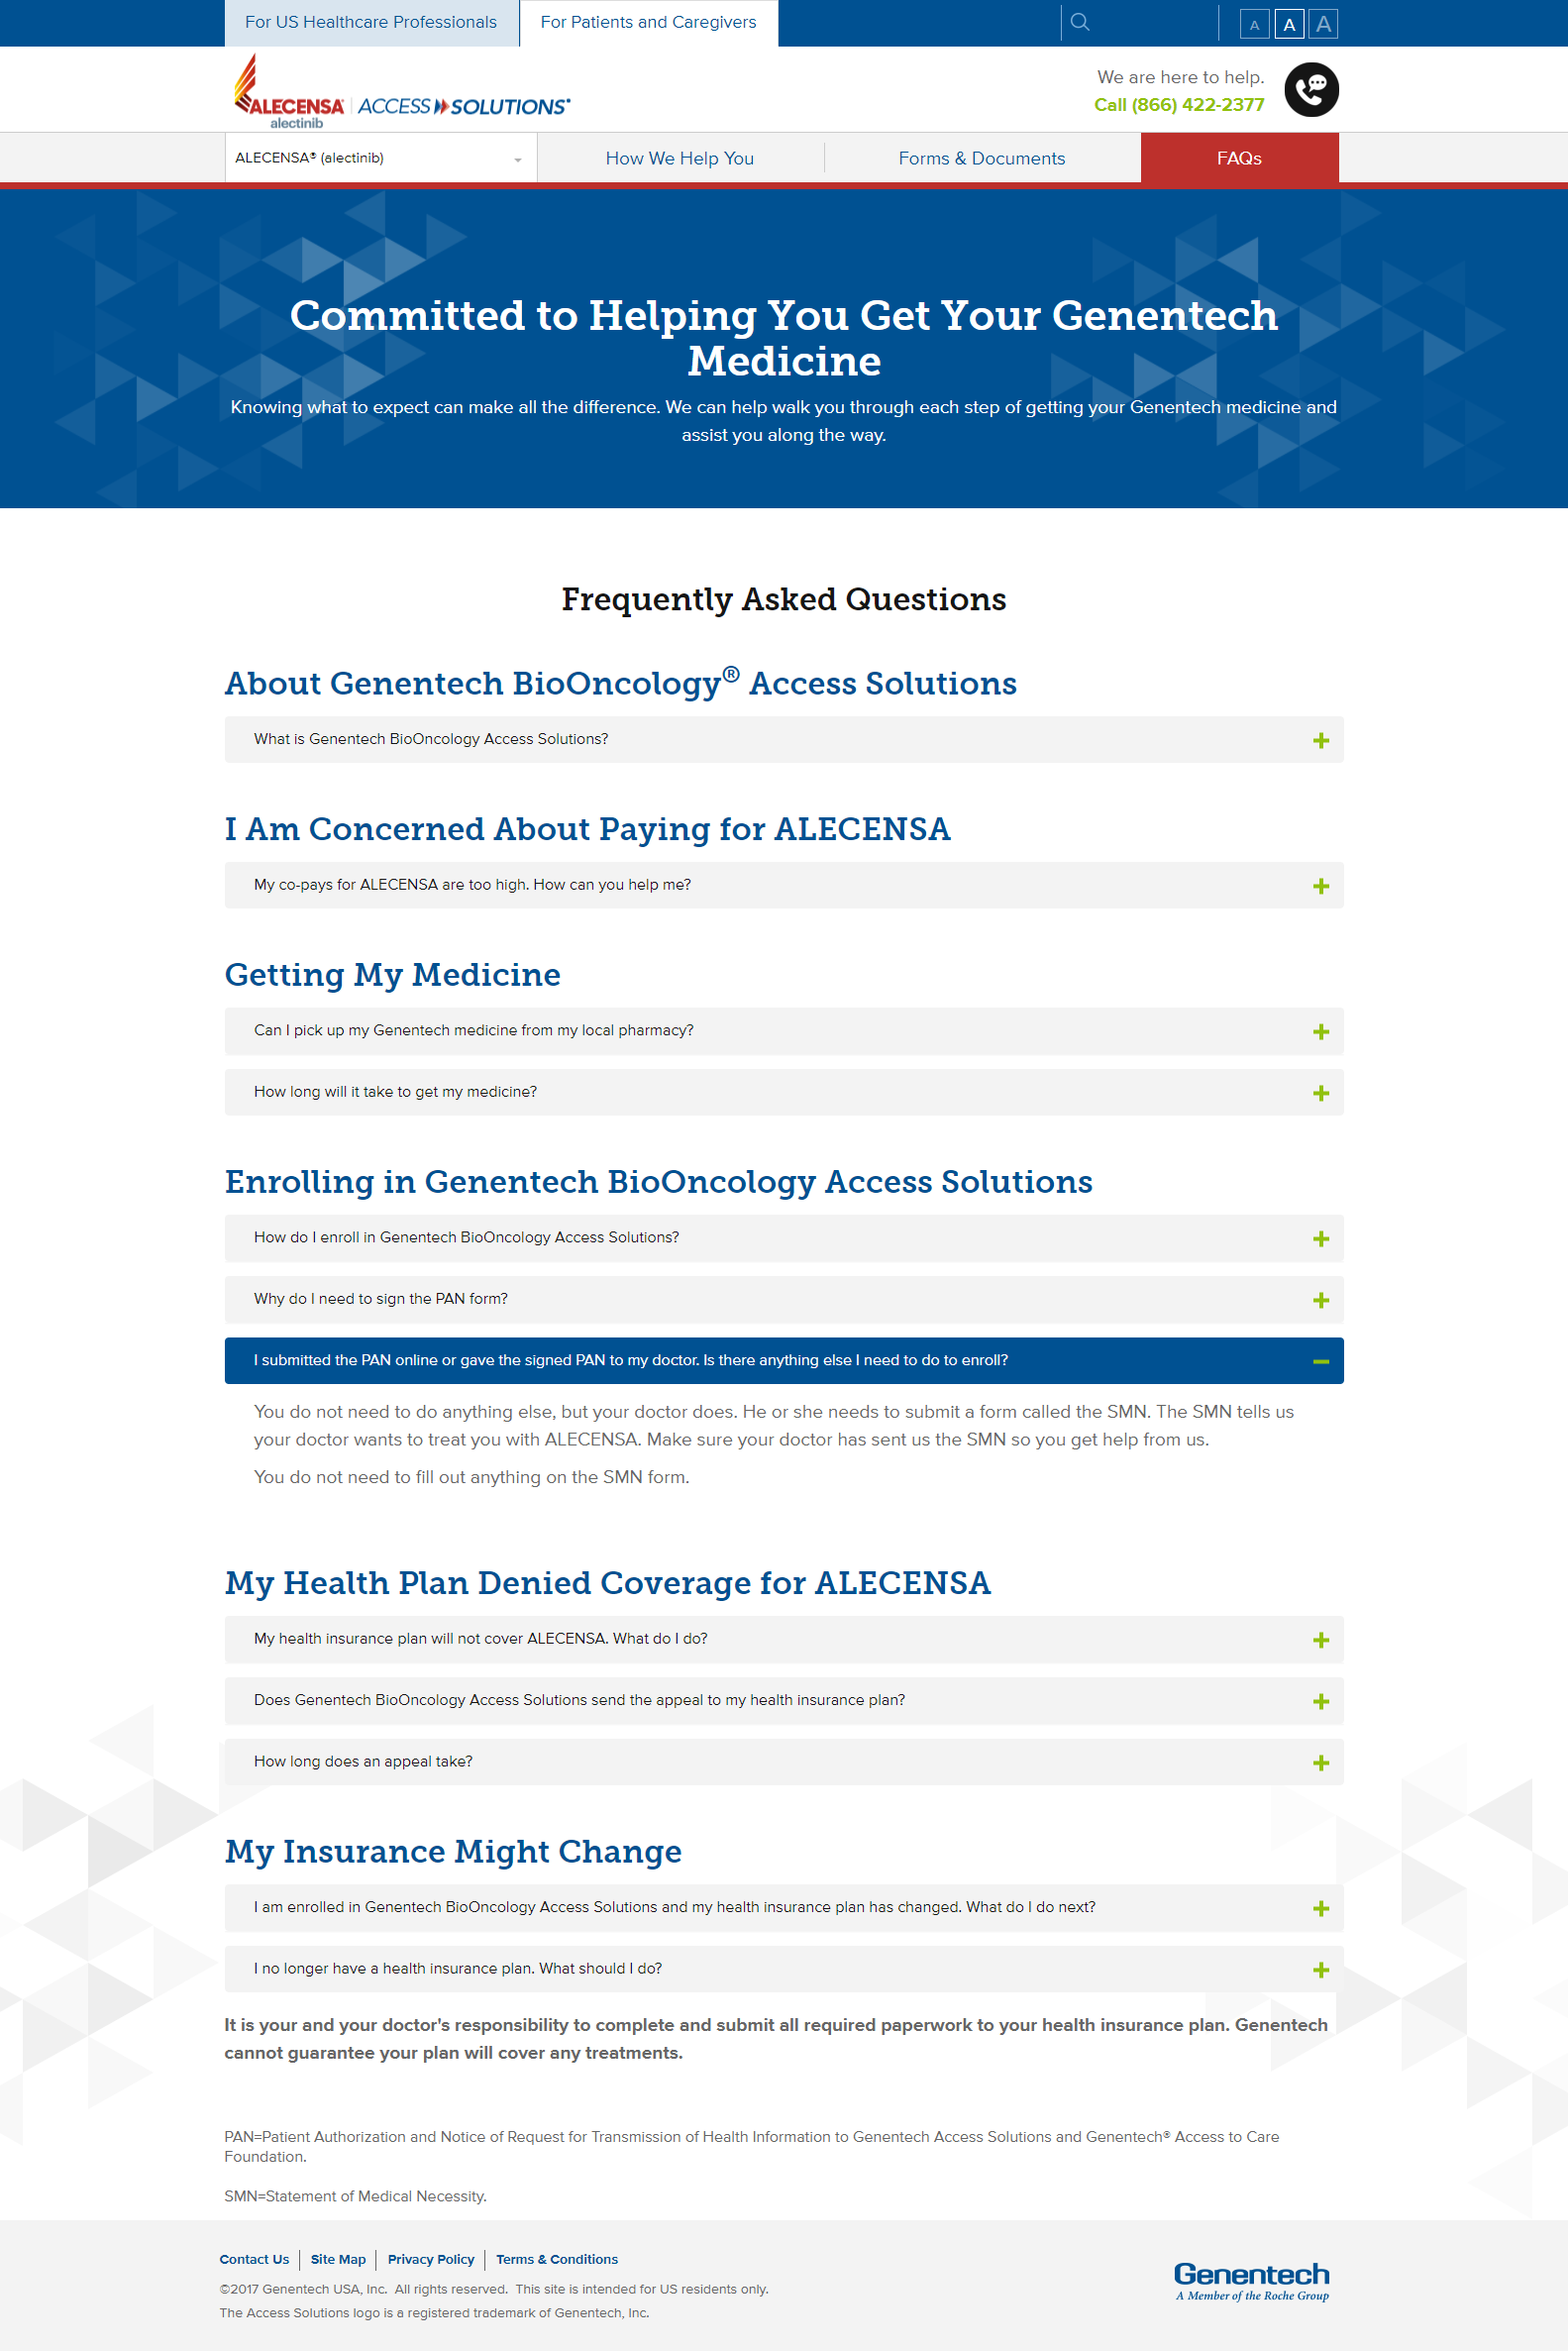 For US Healthcare Professionals
For Patients and Caregivers
A A A
ALECENSA®
alectinib
ACCESS SOLUTIONS®
We are here to help.
Call (866) 422-2377
ALECENSA® (alectinib)
How We Help You
Forms & Documents
FAQs
Committed to Helping You Get Your Genentech
Medicine
Knowing what to expect can make all the difference. We can help walk you through each step of getting your Genentech medicine and
assist you along the way.
Frequently Asked Questions
About Genentech BioOncology® Access Solutions
What is Genentech BioOncology Access Solutions?
I Am Concerned About Paying for ALECENSA
My co-pays for ALECENSA are too high. How can you help me?
Getting My Medicine
Can I pick up my Genentech medicine from my local pharmacy?
How long will it take to get my medicine?
Enrolling in Genentech BioOncology Access Solutions
How do I enroll in Genentech BioOncology Access Solutions?
Why do I need to sign the PAN form?
I submitted the PAN online or gave the signed PAN to my doctor. Is there anything else I need to do to enroll?
You do not need to do anything else, but your doctor does. He or she needs to submit a form called the SMN. The SMN tells us
your doctor wants to treat you with ALECENSA. Make sure your doctor has sent us the SMN so you get help from us.
You do not need to fill out anything on the SMN form.
My Health Plan Denied Coverage for ALECENSA
My health insurance plan will not cover ALECENSA. What do I do?
Does Genentech BioOncology Access Solutions send the appeal to my health insurance plan?
How long does an appeal take?
My Insurance Might Change
I am enrolled in Genentech BioOncology Access Solutions and my health insurance plan has changed. What do I do next?
I no longer have a health insurance plan. What should I do?
It is your and your doctor's responsibility to complete and submit all required paperwork to your health insurance plan. Genentech
cannot guarantee your plan will cover any treatments.
PAN=Patient Authorization and Notice of Request for Transmission of Health Information to Genentech Access Solutions and Genentech® Access to Care
Foundation.
SMN=Statement of Medical Necessity.
Contact Us
Site Map
Privacy Policy
Terms & Conditions
©2017 Genentech USA, Inc. All rights reserved. This site is intended for US residents only.
The Access Solutions logo is a registered trademark of Genentech, Inc.
Genentech
A Member of the Roche Group